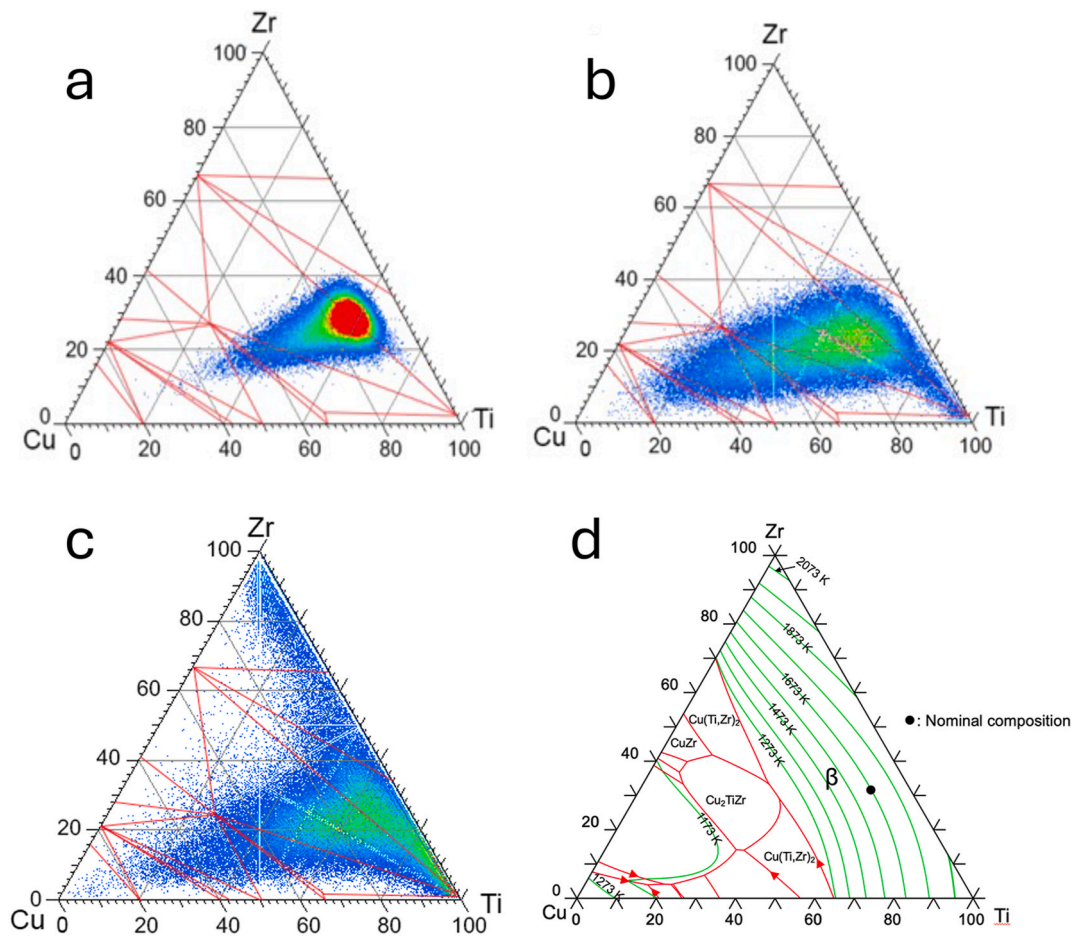 a
Zr
100
80
60
40
20
0
Cu
Ti
0
20
40
60
80
100
b
Zr
100
80
60
40
20
0
Cu
Ti
0
20
40
60
80
100
c
Zr
100
80
60
40
20
0
Cu
Ti
0
20
40
60
80
100
d
Zr
100
2073 K
80
1873 K
60
1673 K
Cu(Ti,Zr)2
1473 K
● : Nominal composition
CuZr
1273 K
40
β
Cu2TiZr
20
1173 K
Cu(Ti,Zr)2
1273 K
0
Cu
Ti
0
20
40
60
80
100